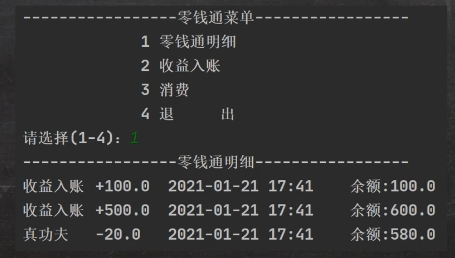 -----------------零钱通菜单-----------------
1 零钱通明细
2 收益入账
3 消费
4 退 出
请选择(1-4): 1
-----------------零钱通明细-----------------
收益入账 +100.0 2021-01-21 17:41 余额:100.0
收益入账 +500.0 2021-01-21 17:41 余额:600.0
真功夫 -20.0 2021-01-21 17:41 余额:580.0